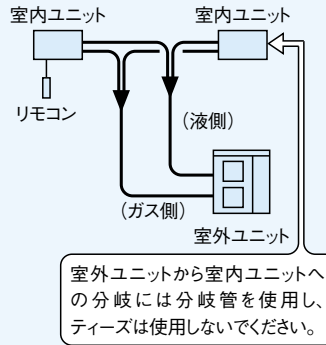 室内ユニット
室内ユニット
リモコン
(液側)
(ガス側)
室外ユニット
室外ユニットから室内ユニットへ
の分岐には分岐管を使用し、
ティーズは使用しないでください。